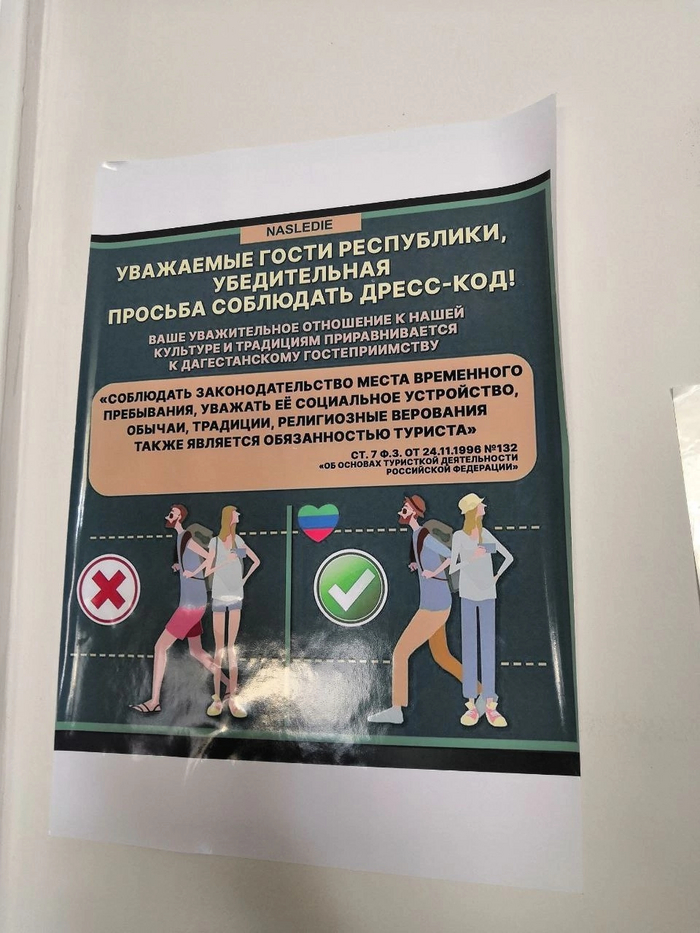 NASLEDIE
УВАЖАЕМЫЕ ГОСТИ РЕСПУБЛИКИ,
УБЕДИТЕЛЬНАЯ
ПРОСЬБА СОБЛЮДАТЬ ДРЕСС-КОД!
ВАШЕ УВАЖИТЕЛЬНОЕ ОТНОШЕНИЕ К НАШЕЙ
КУЛЬТУРЕ И ТРАДИЦИЯМ ПРИРАВНИВАЕТСЯ
К ДАГЕСТАНСКОМУ ГОСТЕПРИИМСТВУ
«СОБЛЮДАТЬ ЗАКОНОДАТЕЛЬСТВО МЕСТА ВРЕМЕННОГО
ПРЕБЫВАНИЯ, УВАЖАТЬ ЕЁ СОЦИАЛЬНОЕ УСТРОЙСТВО,
ОБЫЧАИ, ТРАДИЦИИ, РЕЛИГИОЗНЫЕ ВЕРОВАНИЯ
ТАКЖЕ ЯВЛЯЕТСЯ ОБЯЗАННОСТЬЮ ТУРИСТА»
СТ. 7 Ф.З. ОТ 24.11.1996 №132
«ОБ ОСНОВАХ ТУРИСТКОЙ ДЕЯТЕЛЬНОСТИ
РОССИЙСКОЙ ФЕДЕРАЦИИ»